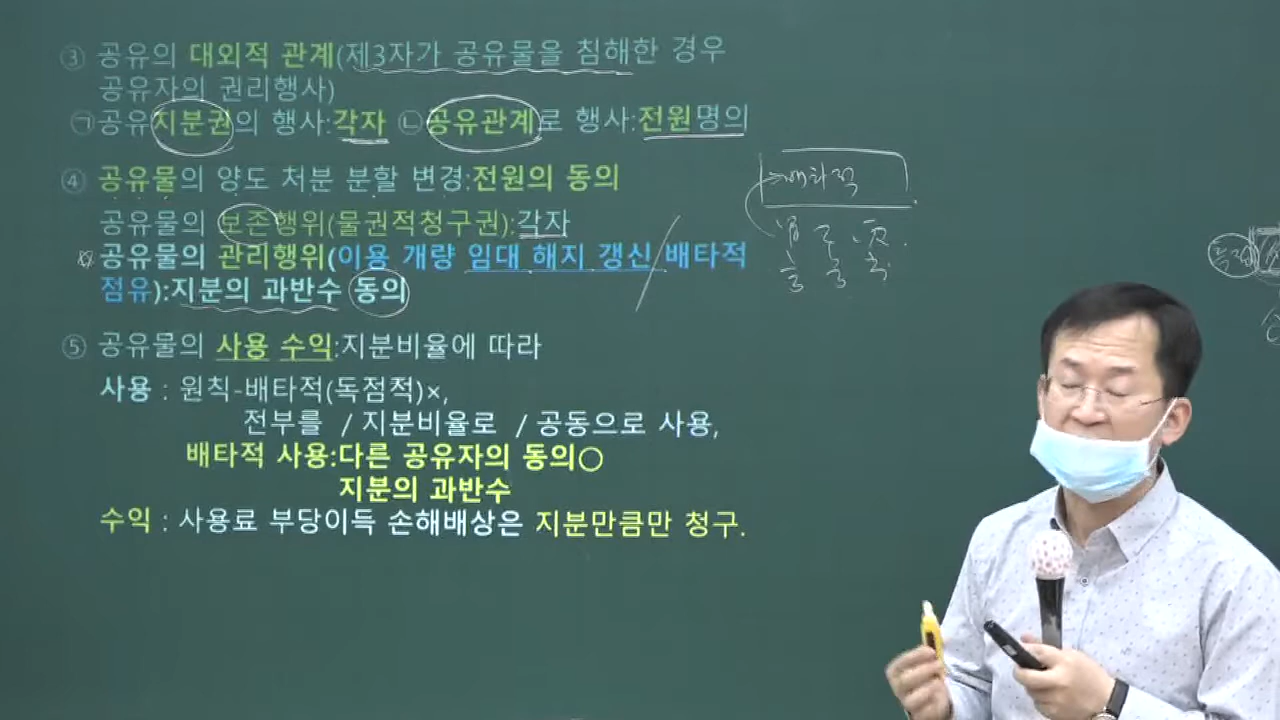 ③ 공유의 대외적 관계(제3자가 공유물을 침해한 경우
공유자의 권리행사)
㉠공유지분권의 행사:각자 ㉡공유관계로 행사:전원명의
④ 공유물의 양도 처분 분할 변경:전원의 동의
공유물의 보존행위(물권적청구권):각자
공유물의 관리행위(이용 개량 임대 해지 갱신 배타적
점유):지분의 과반수 동의
⑤ 공유물의 사용 수익:지분비율에 따라
사용 : 원칙-배타적(독점적)×,
전부를 / 지분비율로 / 공동으로 사용,
배타적 사용:다른 공유자의 동의○
지분의 과반수
수익 : 사용료 부당이득 손해배상은 지분만큼만 청구.
배타적
독점